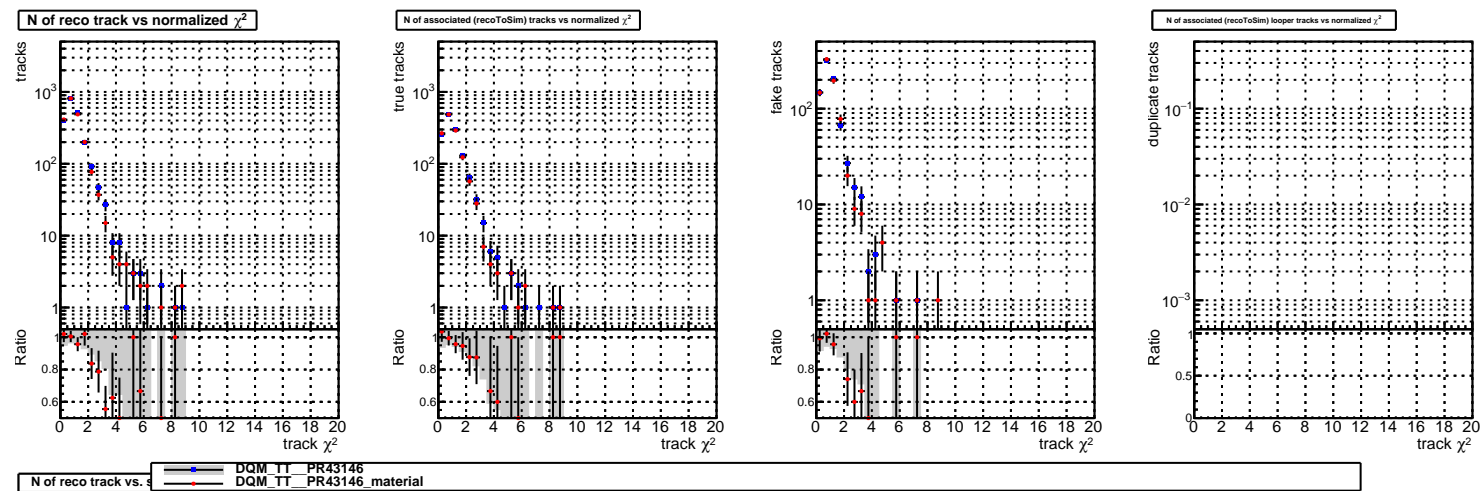 N of reco track vs normalized χ²
N of associated (recoToSim) tracks vs normalized χ²
N of associated (recoToSim) looper tracks vs normalized χ²
tracks
10³
10²
10
1
Ratio
1
0.8
0.6
0 2 4 6 8 10 12 14 16 18 20
track χ²
true tracks
10³
10²
10
1
Ratio
1
0.8
0.6
0 2 4 6 8 10 12 14 16 18 20
track χ²
fake tracks
10²
10
1
Ratio
1
0.8
0.6
0 2 4 6 8 10 12 14 16 18 20
track χ²
duplicate tracks
10⁻¹
10⁻²
10⁻³
Ratio
1
0.5
0
0 2 4 6 8 10 12 14 16 18 20
track χ²
N of reco track vs. s
DQM_TT__PR43146
DQM_TT__PR43146_material